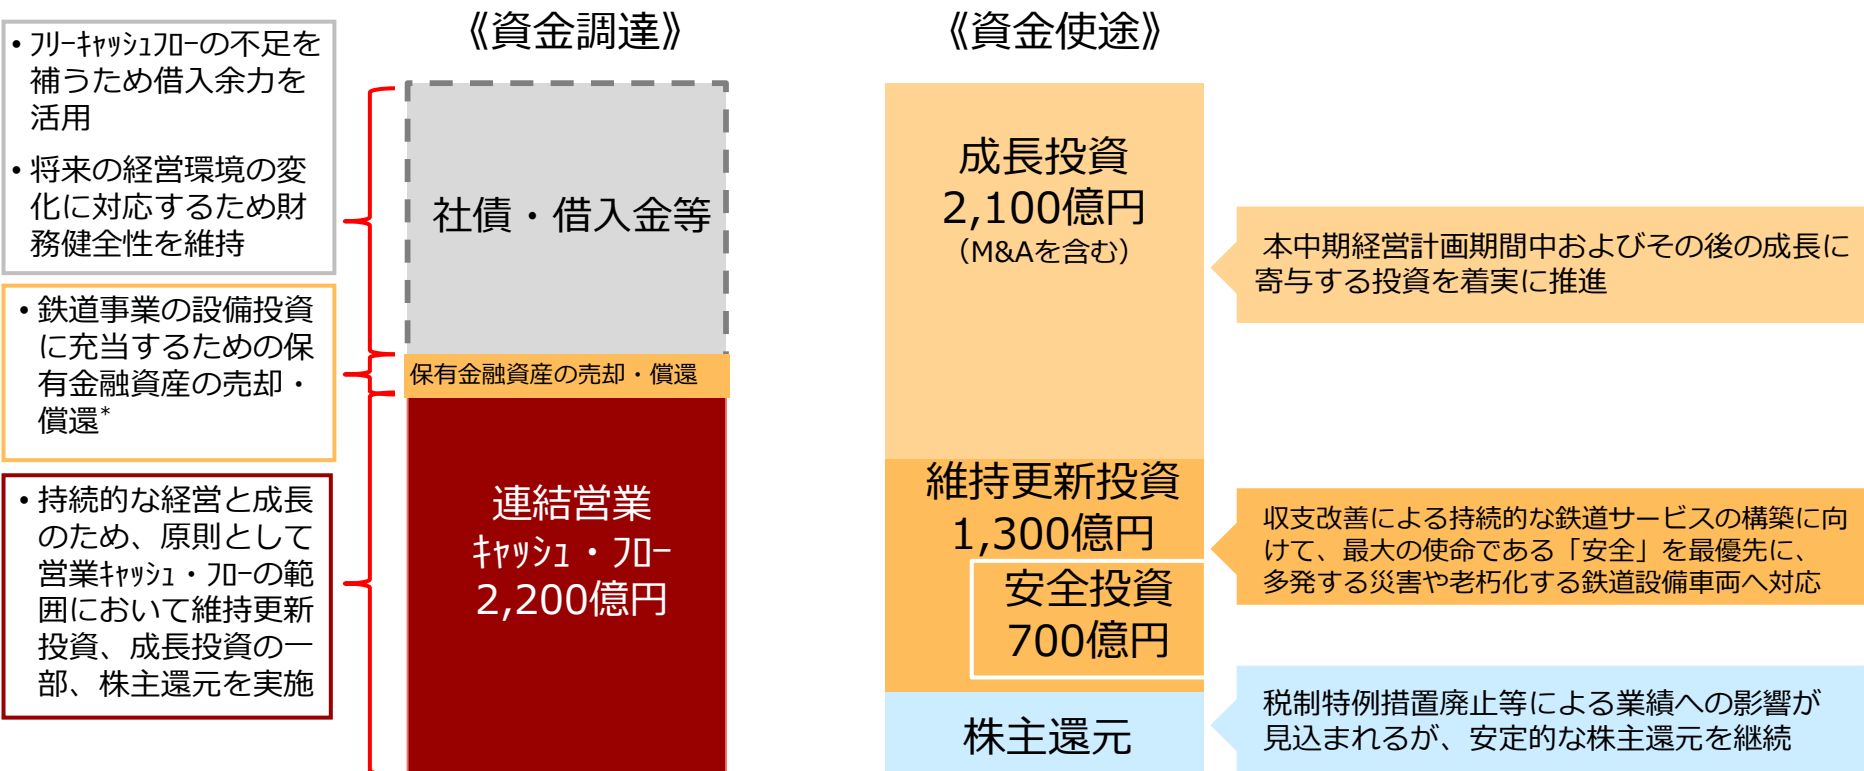 《資金調達》
《資金使途》
• ﾌﾘｰｷｬｯｼｭﾌﾛｰの不足を
補うため借入余力を
活用
• 将来の経営環境の変
化に対応するため財
務健全性を維持
• 鉄道事業の設備投資
に充当するための保
有金融資産の売却・
償還*
• 持続的な経営と成長
のため、原則として
営業ｷｬｯｼｭ・ﾌﾛｰの範
囲において維持更新
投資、成長投資の一
部、株主還元を実施
社債・借入金等
保有金融資産の売却・償還
連結営業
ｷｬｯｼｭ・ﾌﾛｰ
2,200億円
成長投資
2,100億円
（M&Aを含む）
維持更新投資
1,300億円
安全投資
700億円
株主還元
本中期経営計画期間中およびその後の成長に
寄与する投資を着実に推進
収支改善による持続的な鉄道サービスの構築に向
けて、最大の使命である「安全」を最優先に、
多発する災害や老朽化する鉄道設備車両へ対応
税制特例措置廃止等による業績への影響が
見込まれるが、安定的な株主還元を継続